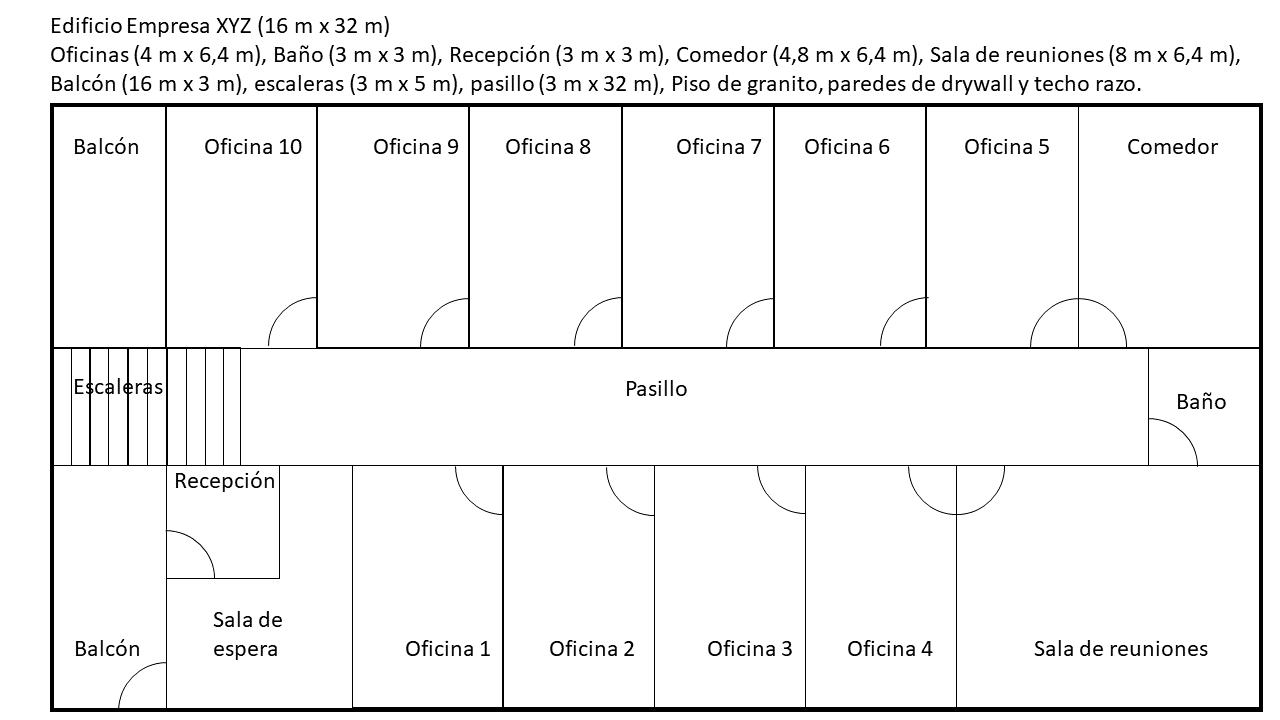 Edificio Empresa XYZ (16 m x 32 m)
Oficinas (4 m x 6,4 m), Baño (3 m x 3 m), Recepción (3 m x 3 m), Comedor (4,8 m x 6,4 m), Sala de reuniones (8 m x 6,4 m),
Balcón (16 m x 3 m), escaleras (3 m x 5 m), pasillo (3 m x 32 m), Piso de granito, paredes de drywall y techo razo.
Balcón
Oficina 10
Oficina 9
Oficina 8
Oficina 7
Oficina 6
Oficina 5
Comedor
Escaleras
Pasillo
Baño
Recepción
Sala de
espera
Balcón
Oficina 1
Oficina 2
Oficina 3
Oficina 4
Sala de reuniones